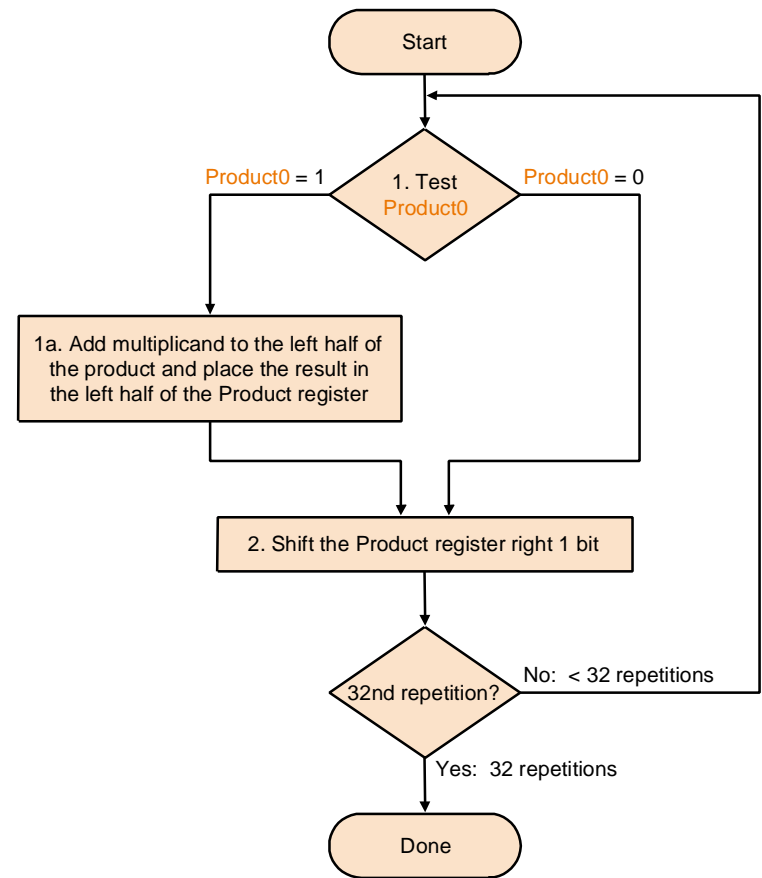 Start
Product0 = 1
1. Test
Product0
Product0 = 0
1a. Add multiplicand to the left half of
the product and place the result in
the left half of the Product register
2. Shift the Product register right 1 bit
32nd repetition?
No: < 32 repetitions
Yes: 32 repetitions
Done